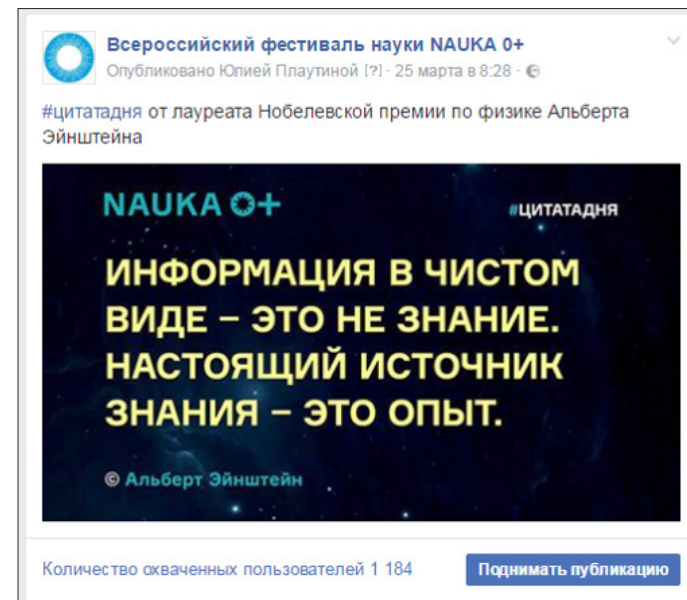 Всероссийский фестиваль науки NAUKA 0+
Опубликовано Юлией Плаутиной [?] · 25 марта в 8:28 ·
#цитатадня от лауреата Нобелевской премии по физике Альберта
Эйнштейна
NAUKA 0+
#ЦИТАТАДНЯ
ИНФОРМАЦИЯ В ЧИСТОМ
ВИДЕ – ЭТО НЕ ЗНАНИЕ.
НАСТОЯЩИЙ ИСТОЧНИК
ЗНАНИЯ – ЭТО ОПЫТ.
© Альберт Эйнштейн
Количество охваченных пользователей 1 184
Поднимать публикацию